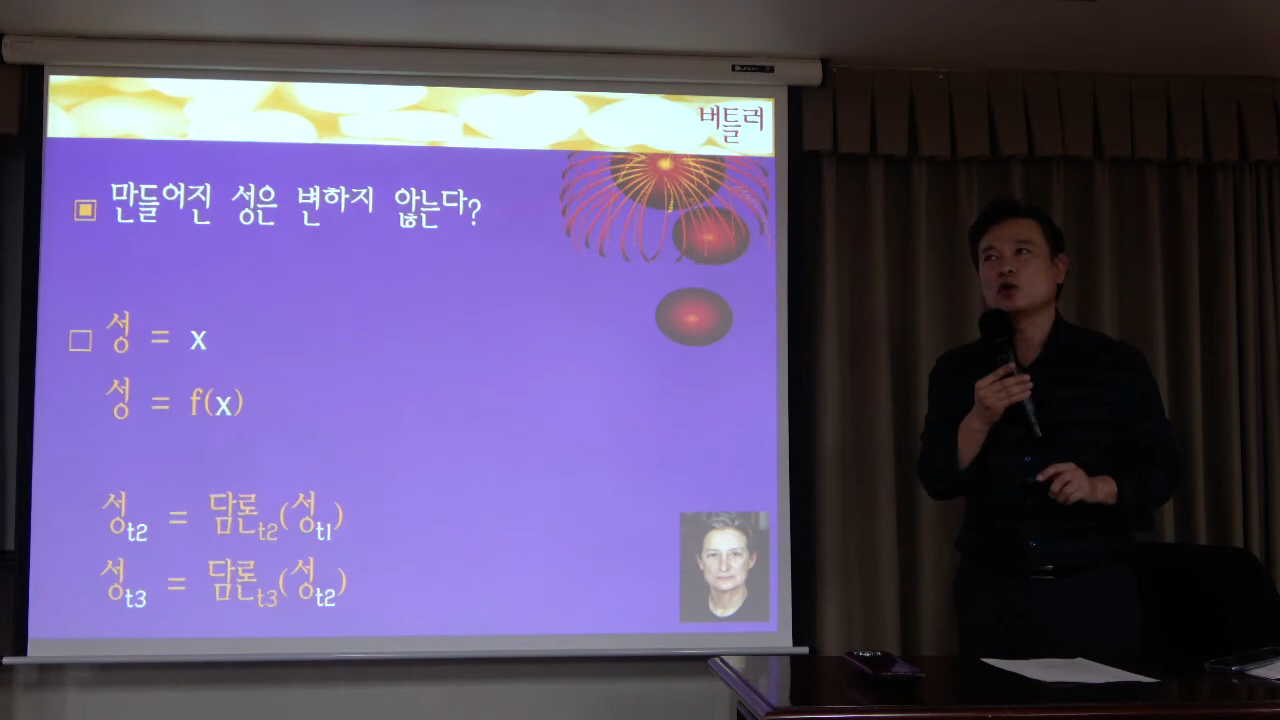 버틀러
만들어진 성은 변하지 않는다?
성 = x
성 = f(x)
성t2 = 담론t2(성t1)
성t3 = 담론t3(성t2)